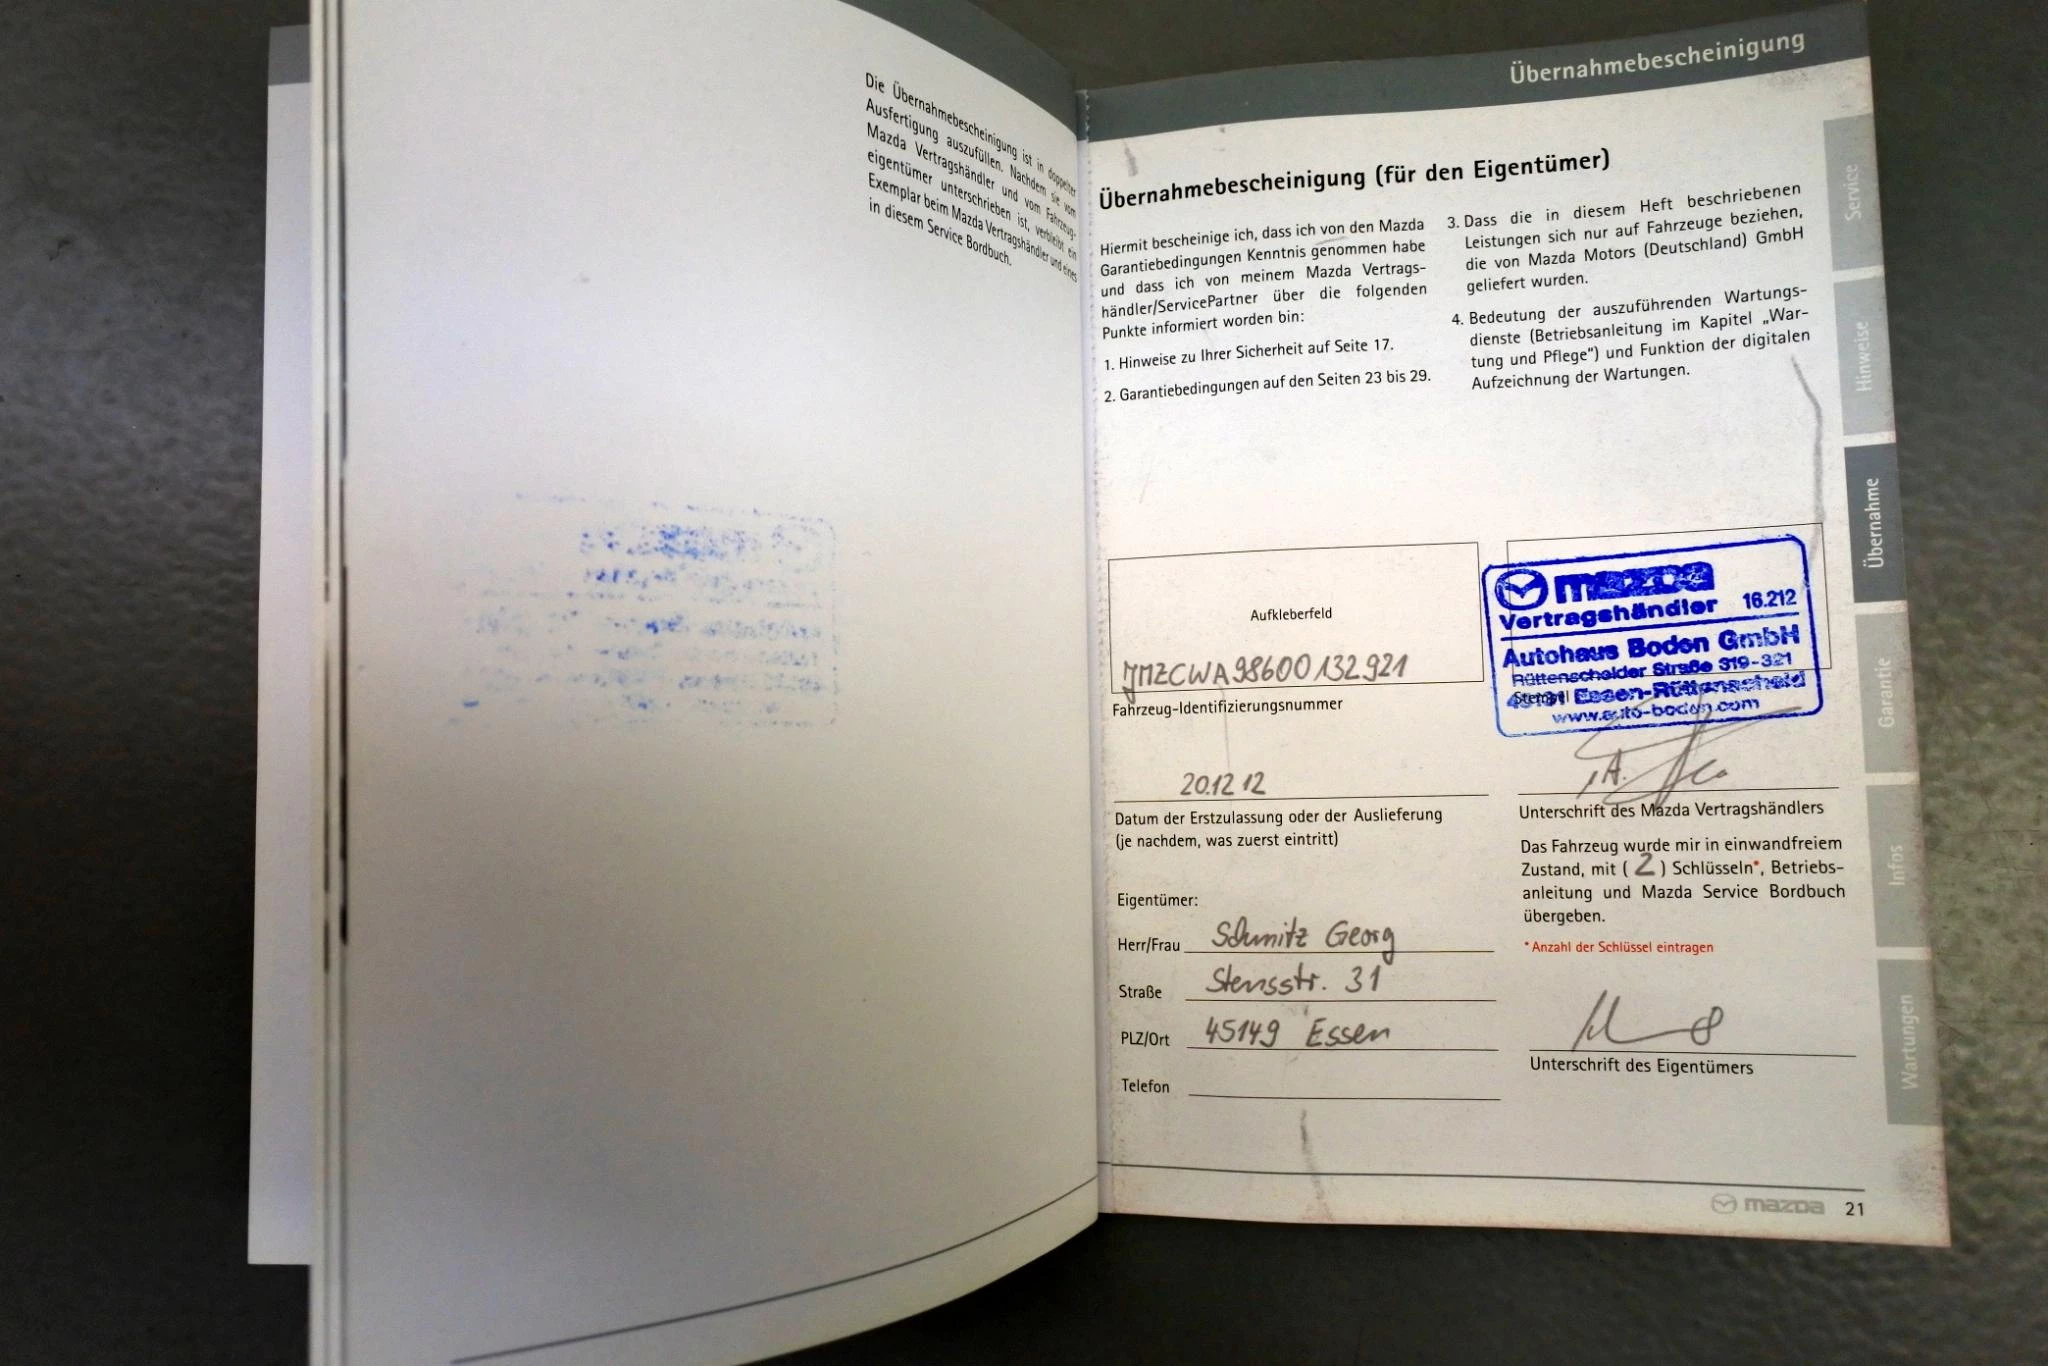 Die Übernahmebescheinigung ist in doppelter
Ausfertigung auszufüllen. Nachdem sie vom
Mazda Vertragshändler und vom Fahrzeug-
eigentümer unterschrieben ist, verbleibt ein
Exemplar beim Mazda Vertragshändler und eines
in diesem Service Bordbuch.
Übernahmebescheinigung
Übernahmebescheinigung (für den Eigentümer)
Hiermit bescheinige ich, dass ich von den Mazda
Garantiebedingungen Kenntnis genommen habe
und dass ich von meinem Mazda Vertrags-
händler/ServicePartner über die folgenden
Punkte informiert worden bin:
1. Hinweise zu Ihrer Sicherheit auf Seite 17.
2. Garantiebedingungen auf den Seiten 23 bis 29.
3. Dass die in diesem Heft beschriebenen
Leistungen sich nur auf Fahrzeuge beziehen,
die von Mazda Motors (Deutschland) GmbH
geliefert wurden.
4. Bedeutung der auszuführenden Wartungs-
dienste (Betriebsanleitung im Kapitel „War-
tung und Pflege") und Funktion der digitalen
Aufzeichnung der Wartungen.
Aufkleberfeld
JMZCWA98600132921
Fahrzeug-Identifizierungsnummer
mazda
Vertragshändler 16.212
Autohaus Boden GmbH
Rüttenscheider Straße 319-321
45131 Essen-Rüttenscheid
Stempel
www.auto-boden.com
20.12 12
Datum der Erstzulassung oder der Auslieferung
(je nachdem, was zuerst eintritt)
i.A.
Unterschrift des Mazda Vertragshändlers
Das Fahrzeug wurde mir in einwandfreiem
Zustand, mit ( 2 ) Schlüsseln*, Betriebs-
anleitung und Mazda Service Bordbuch
übergeben.
* Anzahl der Schlüssel eintragen
Eigentümer:
Herr/Frau Schmitz Georg
Straße Stensstr. 31
PLZ/Ort 45149 Essen
Telefon
Unterschrift des Eigentümers
Service
Hinweise
Übernahme
Garantie
Infos
Wartungen
mazda 21